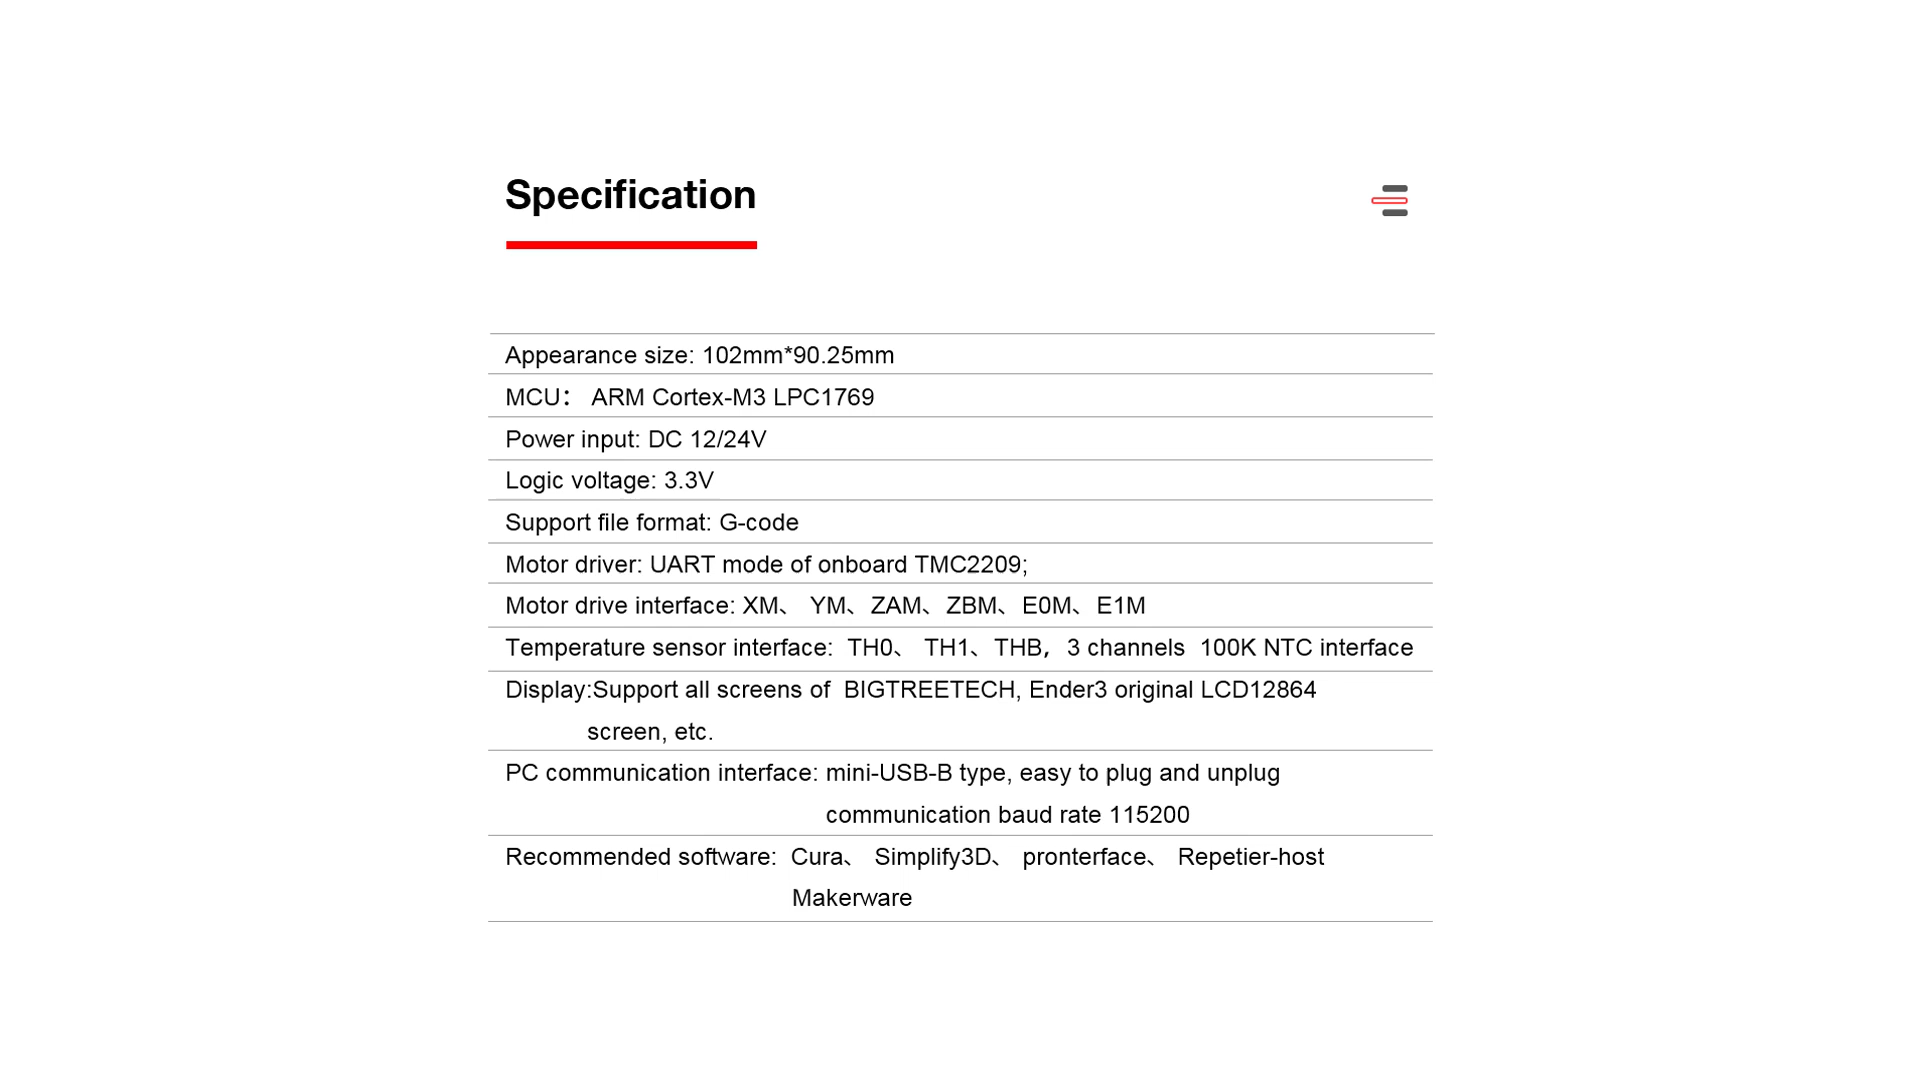 Specification
Appearance size: 102mm*90.25mm
MCU： ARM Cortex-M3 LPC1769
Power input: DC 12/24V
Logic voltage: 3.3V
Support file format: G-code
Motor driver: UART mode of onboard TMC2209;
Motor drive interface: XM、 YM、ZAM、ZBM、E0M、E1M
Temperature sensor interface: TH0、 TH1、THB，3 channels 100K NTC interface
Display:Support all screens of BIGTREETECH, Ender3 original LCD12864
screen, etc.
PC communication interface: mini-USB-B type, easy to plug and unplug
communication baud rate 115200
Recommended software: Cura、 Simplify3D、 pronterface、 Repetier-host
Makerware